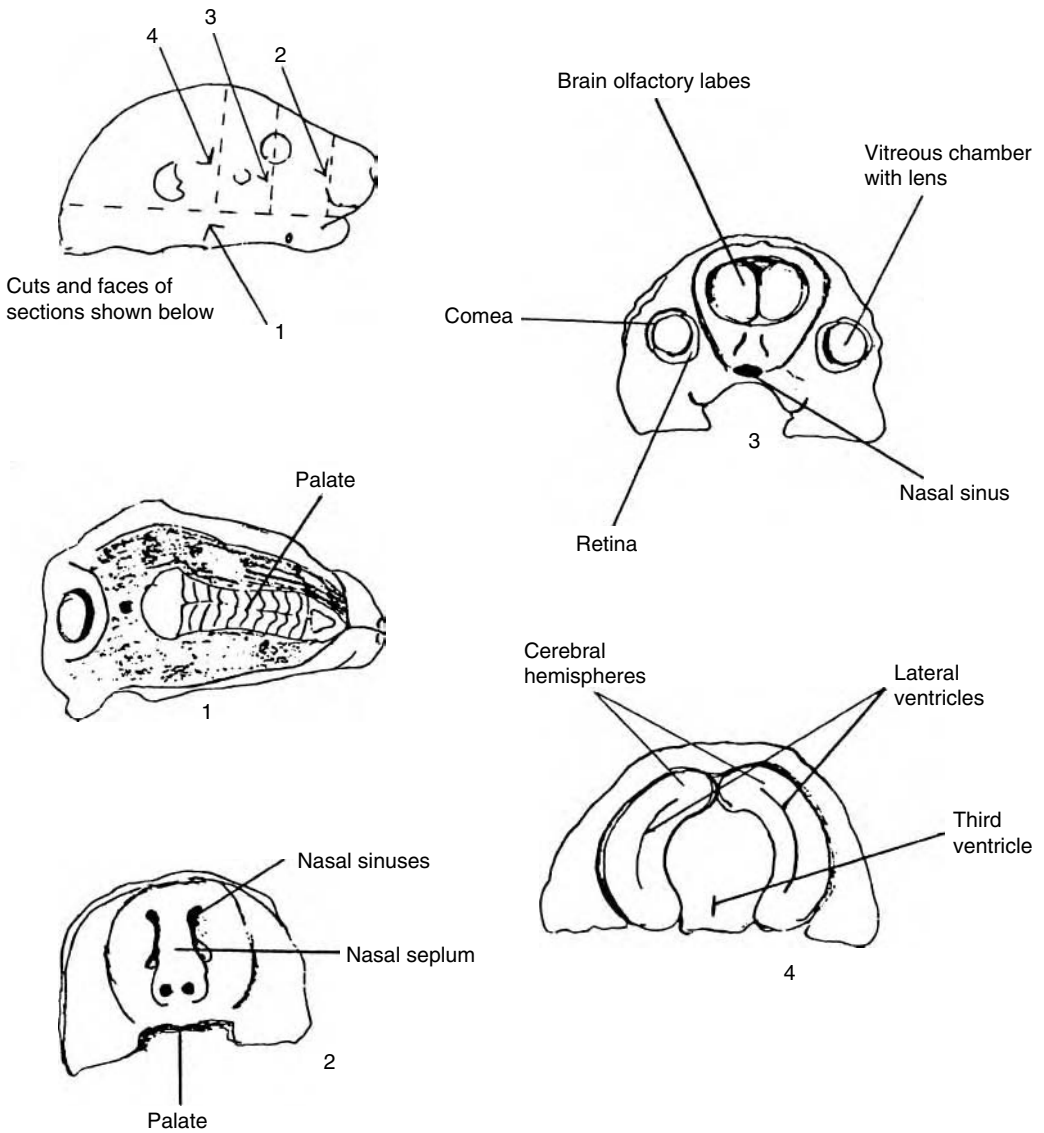 4
3
2
Cuts and faces of
sections shown below
1
Brain olfactory labes
Vitreous chamber
with lens
Comea
3
Nasal sinus
Retina
Palate
1
Cerebral
hemispheres
Lateral
ventricles
Third
ventricle
4
Nasal sinuses
Nasal septum
2
Palate